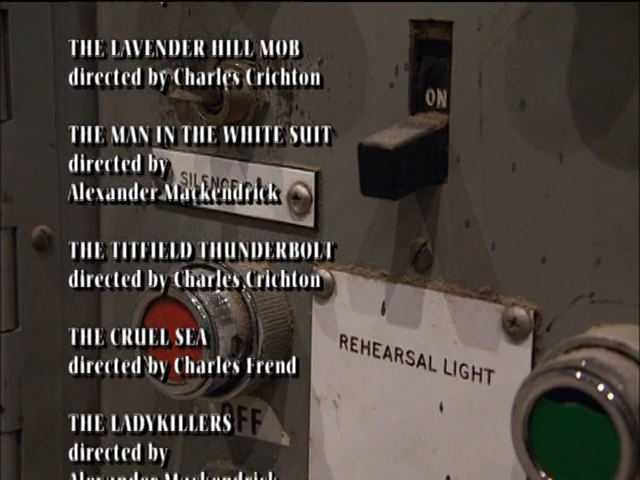 THE LAVENDER HILL MOB
directed by Charles Crichton
THE MAN IN THE WHITE SUIT
directed by
Alexander Mackendrick
THE TITFIELD THUNDERBOLT
directed by Charles Crichton
THE CRUEL SEA
directed by Charles Frend
THE LADYKILLERS
directed by
Alexander Mackendrick
ON
OFF
REHEARSAL LIGHT